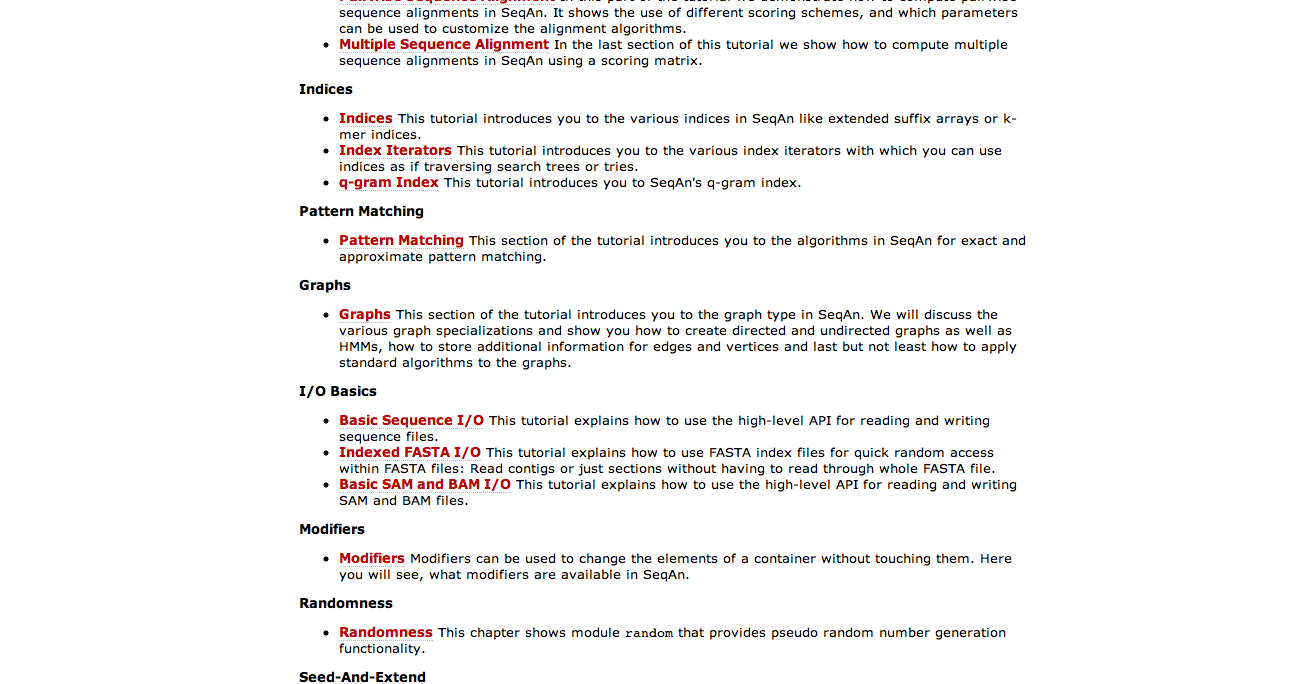 sequence alignments in SeqAn. It shows the use of different scoring schemes, and which parameters
can be used to customize the alignment algorithms.
Multiple Sequence Alignment In the last section of this tutorial we show how to compute multiple
sequence alignments in SeqAn using a scoring matrix.
Indices
Indices This tutorial introduces you to the various indices in SeqAn like extended suffix arrays or k-
mer indices.
Index Iterators This tutorial introduces you to the various index iterators with which you can use
indices as if traversing search trees or tries.
q-gram Index This tutorial introduces you to SeqAn's q-gram index.
Pattern Matching
Pattern Matching This section of the tutorial introduces you to the algorithms in SeqAn for exact and
approximate pattern matching.
Graphs
Graphs This section of the tutorial introduces you to the graph type in SeqAn. We will discuss the
various graph specializations and show you how to create directed and undirected graphs as well as
HMMs, how to store additional information for edges and vertices and last but not least how to apply
standard algorithms to the graphs.
I/O Basics
Basic Sequence I/O This tutorial explains how to use the high-level API for reading and writing
sequence files.
Indexed FASTA I/O This tutorial explains how to use FASTA index files for quick random access
within FASTA files: Read contigs or just sections without having to read through whole FASTA file.
Basic SAM and BAM I/O This tutorial explains how to use the high-level API for reading and writing
SAM and BAM files.
Modifiers
Modifiers Modifiers can be used to change the elements of a container without touching them. Here
you will see, what modifiers are available in SeqAn.
Randomness
Randomness This chapter shows module random that provides pseudo random number generation
functionality.
Seed-And-Extend